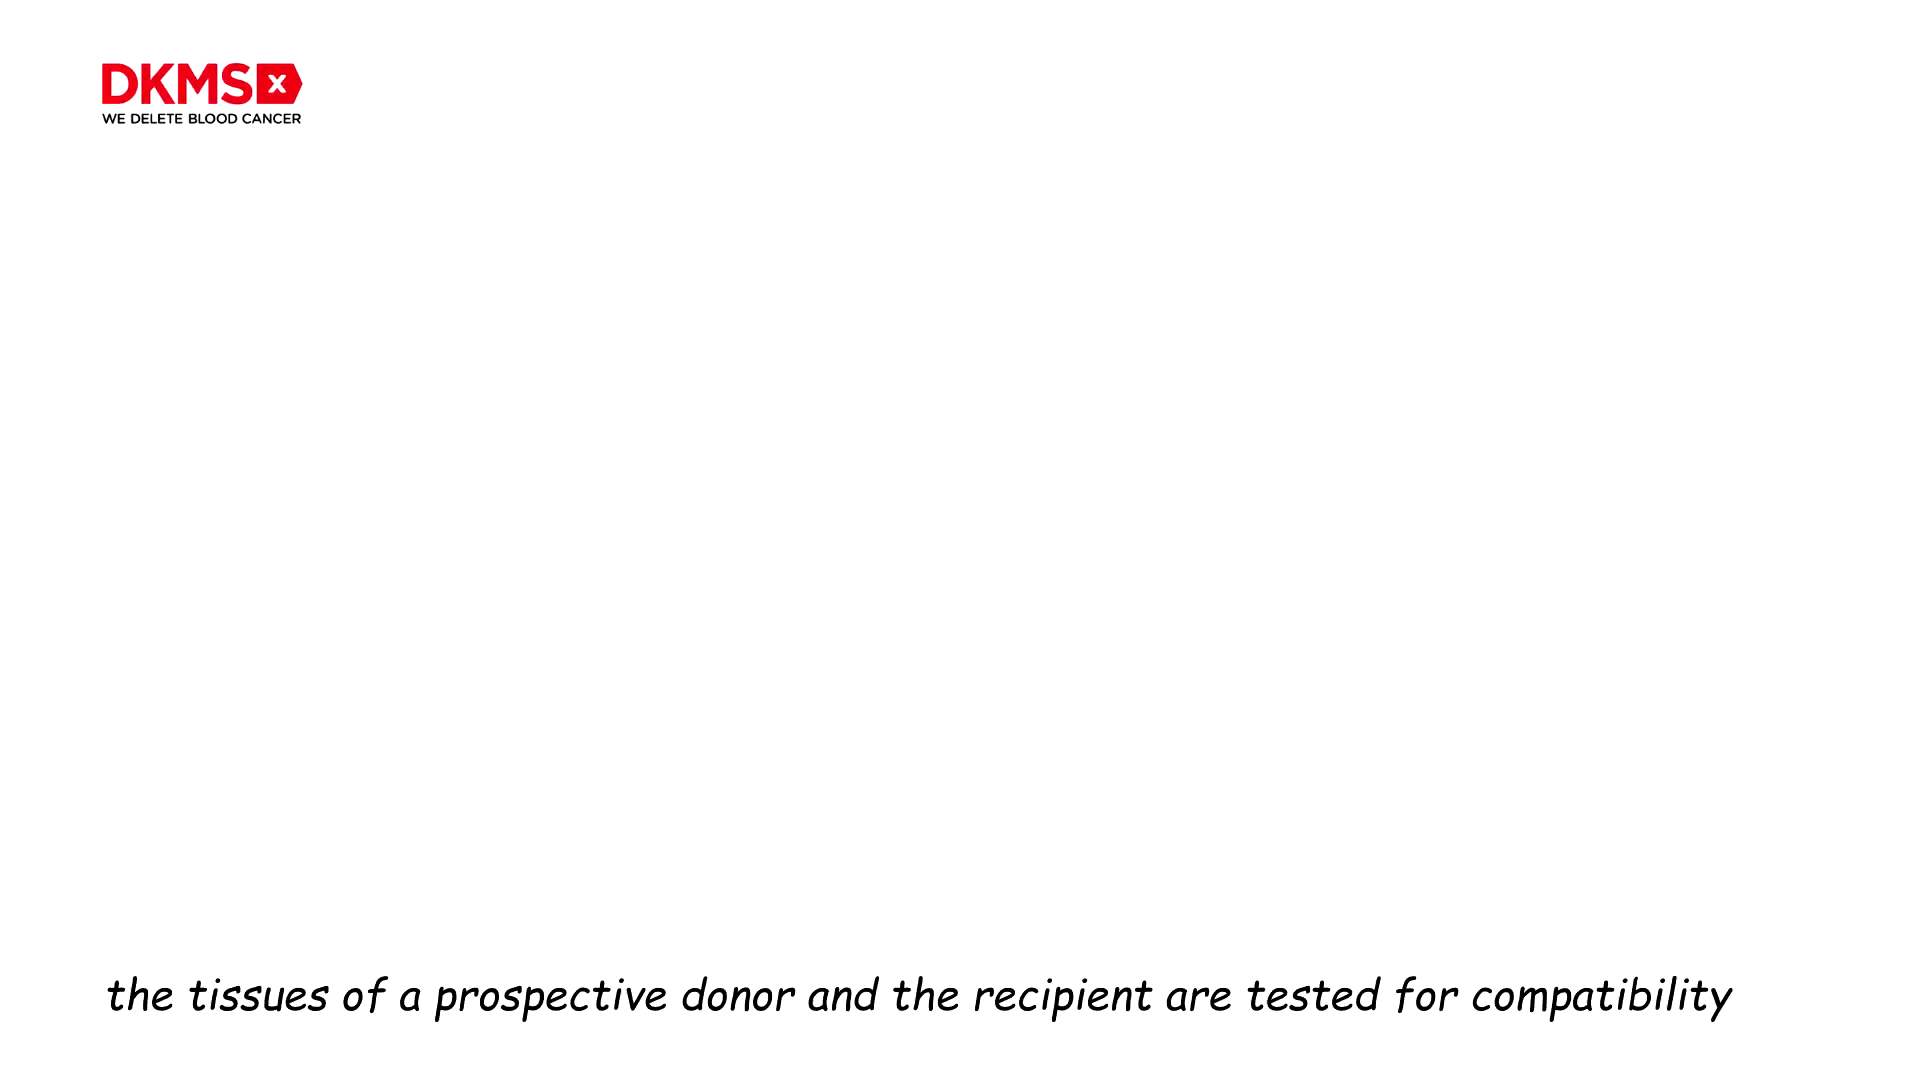 DKMS x
WE DELETE BLOOD CANCER
the tissues of a prospective donor and the recipient are tested for compatibility